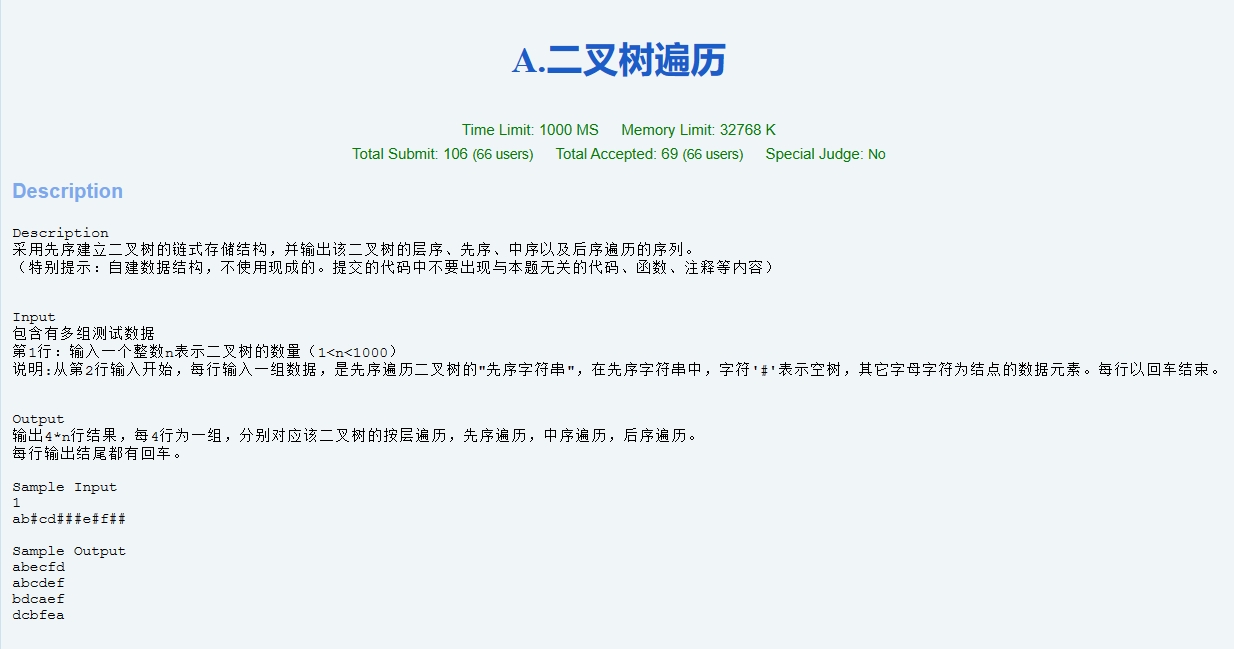 A.二叉树遍历
Time Limit: 1000 MS Memory Limit: 32768 K
Total Submit: 106 (66 users) Total Accepted: 69 (66 users) Special Judge: No
Description
Description
采用先序建立二叉树的链式存储结构，并输出该二叉树的层序、先序、中序以及后序遍历的序列。
（特别提示：自建数据结构，不使用现成的。提交的代码中不要出现与本题无关的代码、函数、注释等内容）
Input
包含有多组测试数据
第1行：输入一个整数n表示二叉树的数量（1<n<1000）
说明:从第2行输入开始，每行输入一组数据，是先序遍历二叉树的"先序字符串"，在先序字符串中，字符'#'表示空树，其它字母字符为结点的数据元素。每行以回车结束。
Output
输出4*n行结果，每4行为一组，分别对应该二叉树的按层遍历，先序遍历，中序遍历，后序遍历。
每行输出结尾都有回车。
Sample Input
1
ab#cd###e#f##
Sample Output
abecfd
abcdef
bdcaef
dcbfea